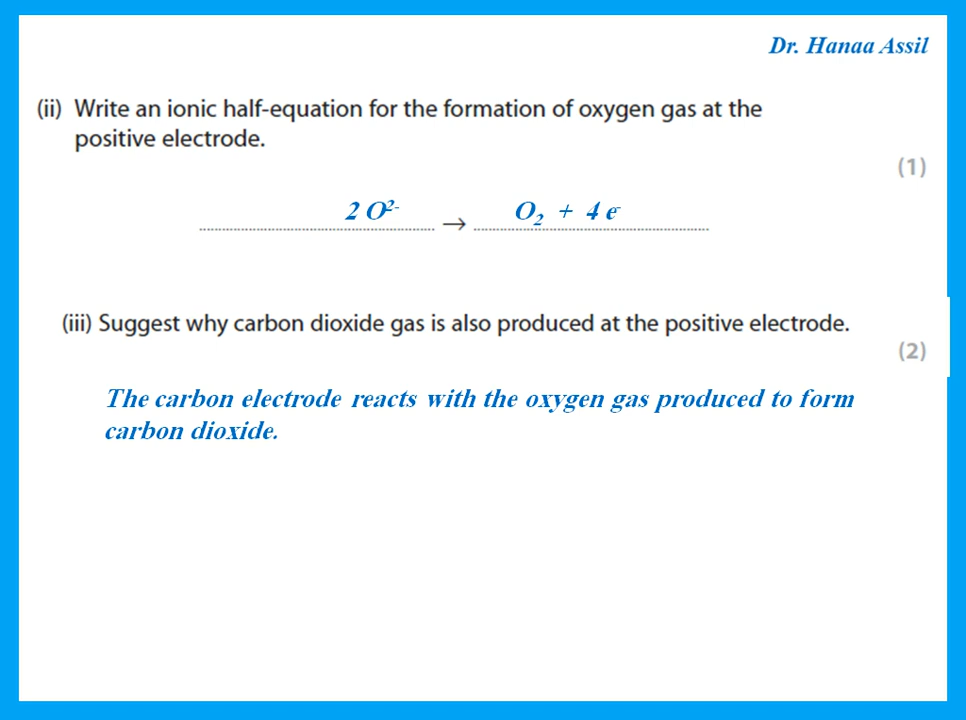 Dr. Hanaa Assil
(ii) Write an ionic half-equation for the formation of oxygen gas at the
positive electrode.
(1)
2 O²⁻ → O₂ + 4 e⁻
(iii) Suggest why carbon dioxide gas is also produced at the positive electrode.
(2)
The carbon electrode reacts with the oxygen gas produced to form
carbon dioxide.